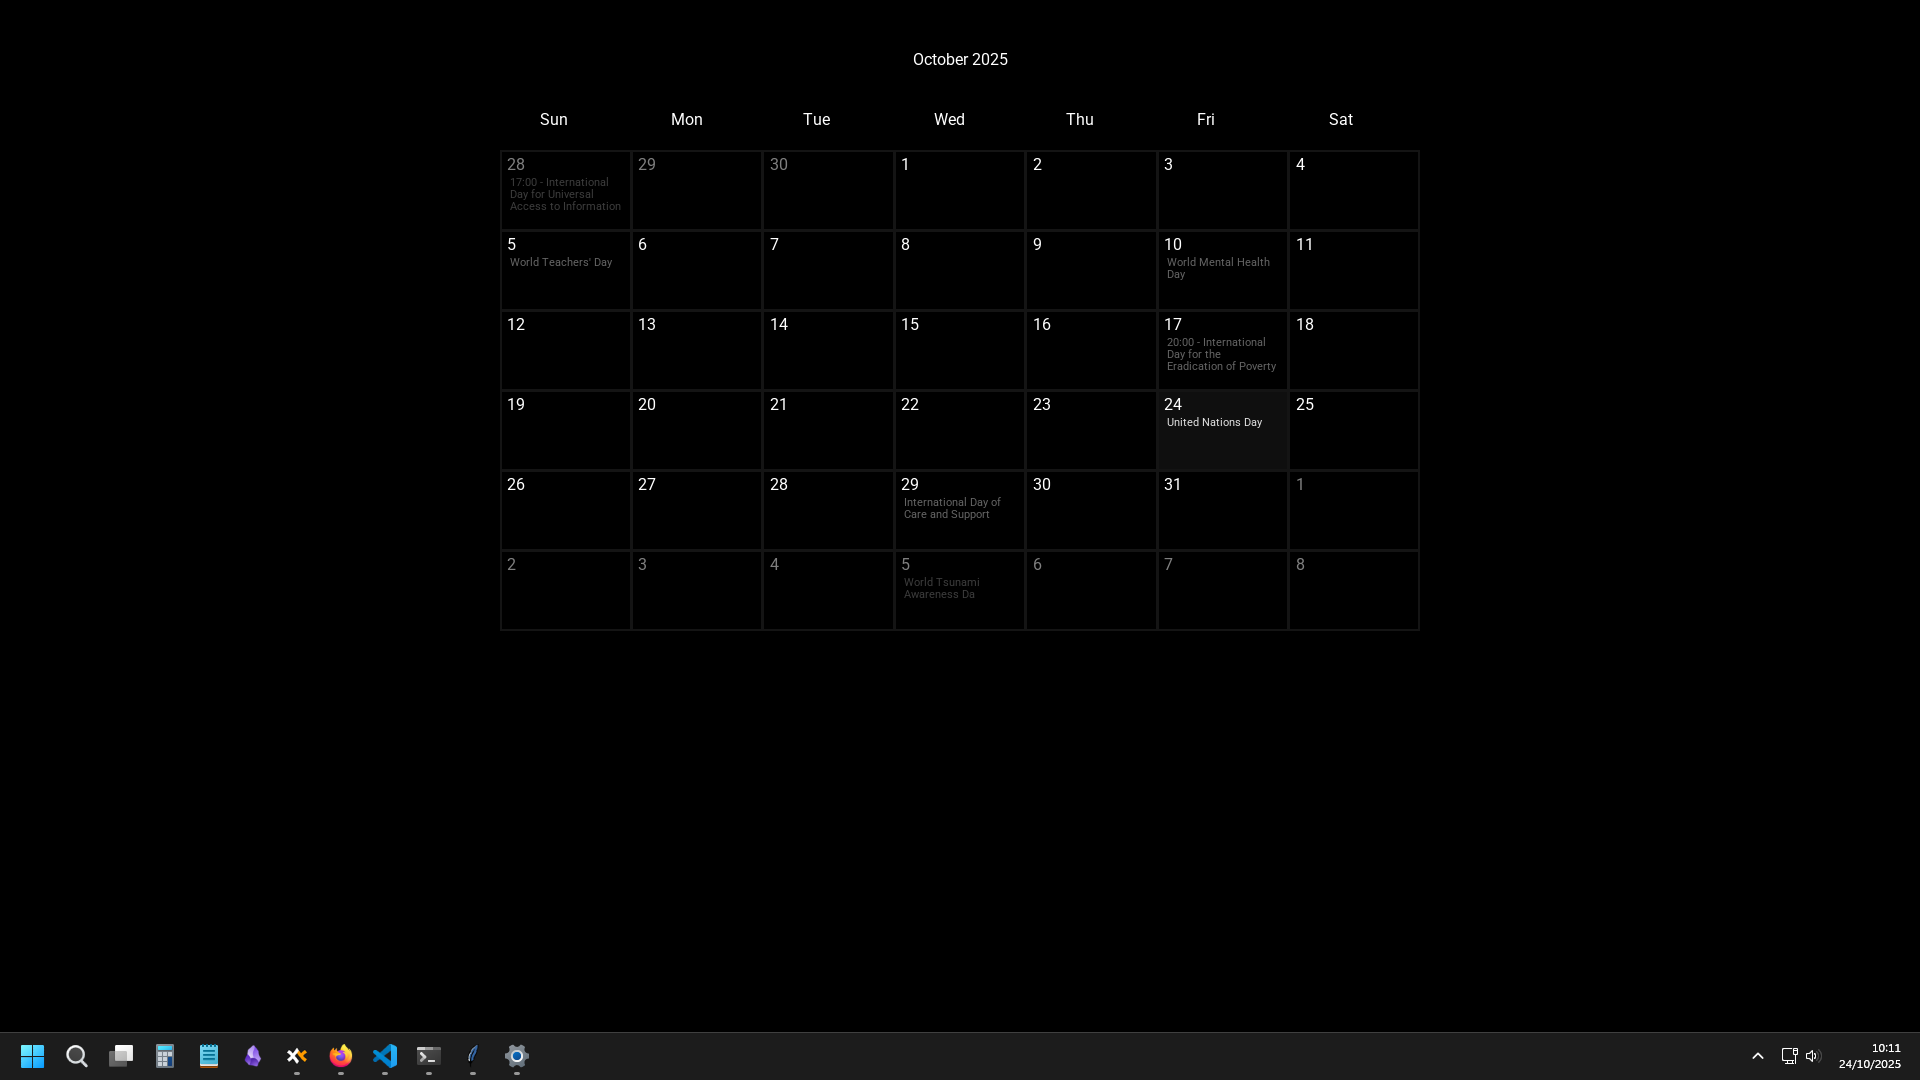 October 2025
Sun Mon Tue Wed Thu Fri Sat
28 29 30 1 2 3 4
17:00 - International
Day for Universal
Access to Information
5 6 7 8 9 10 11
World Teachers' Day
World Mental Health
Day
12 13 14 15 16 17 18
20:00 - International
Day for the
Eradication of Poverty
19 20 21 22 23 24 25
United Nations Day
26 27 28 29 30 31 1
International Day of
Care and Support
2 3 4 5 6 7 8
World Tsunami
Awareness Da
10:11
24/10/2025